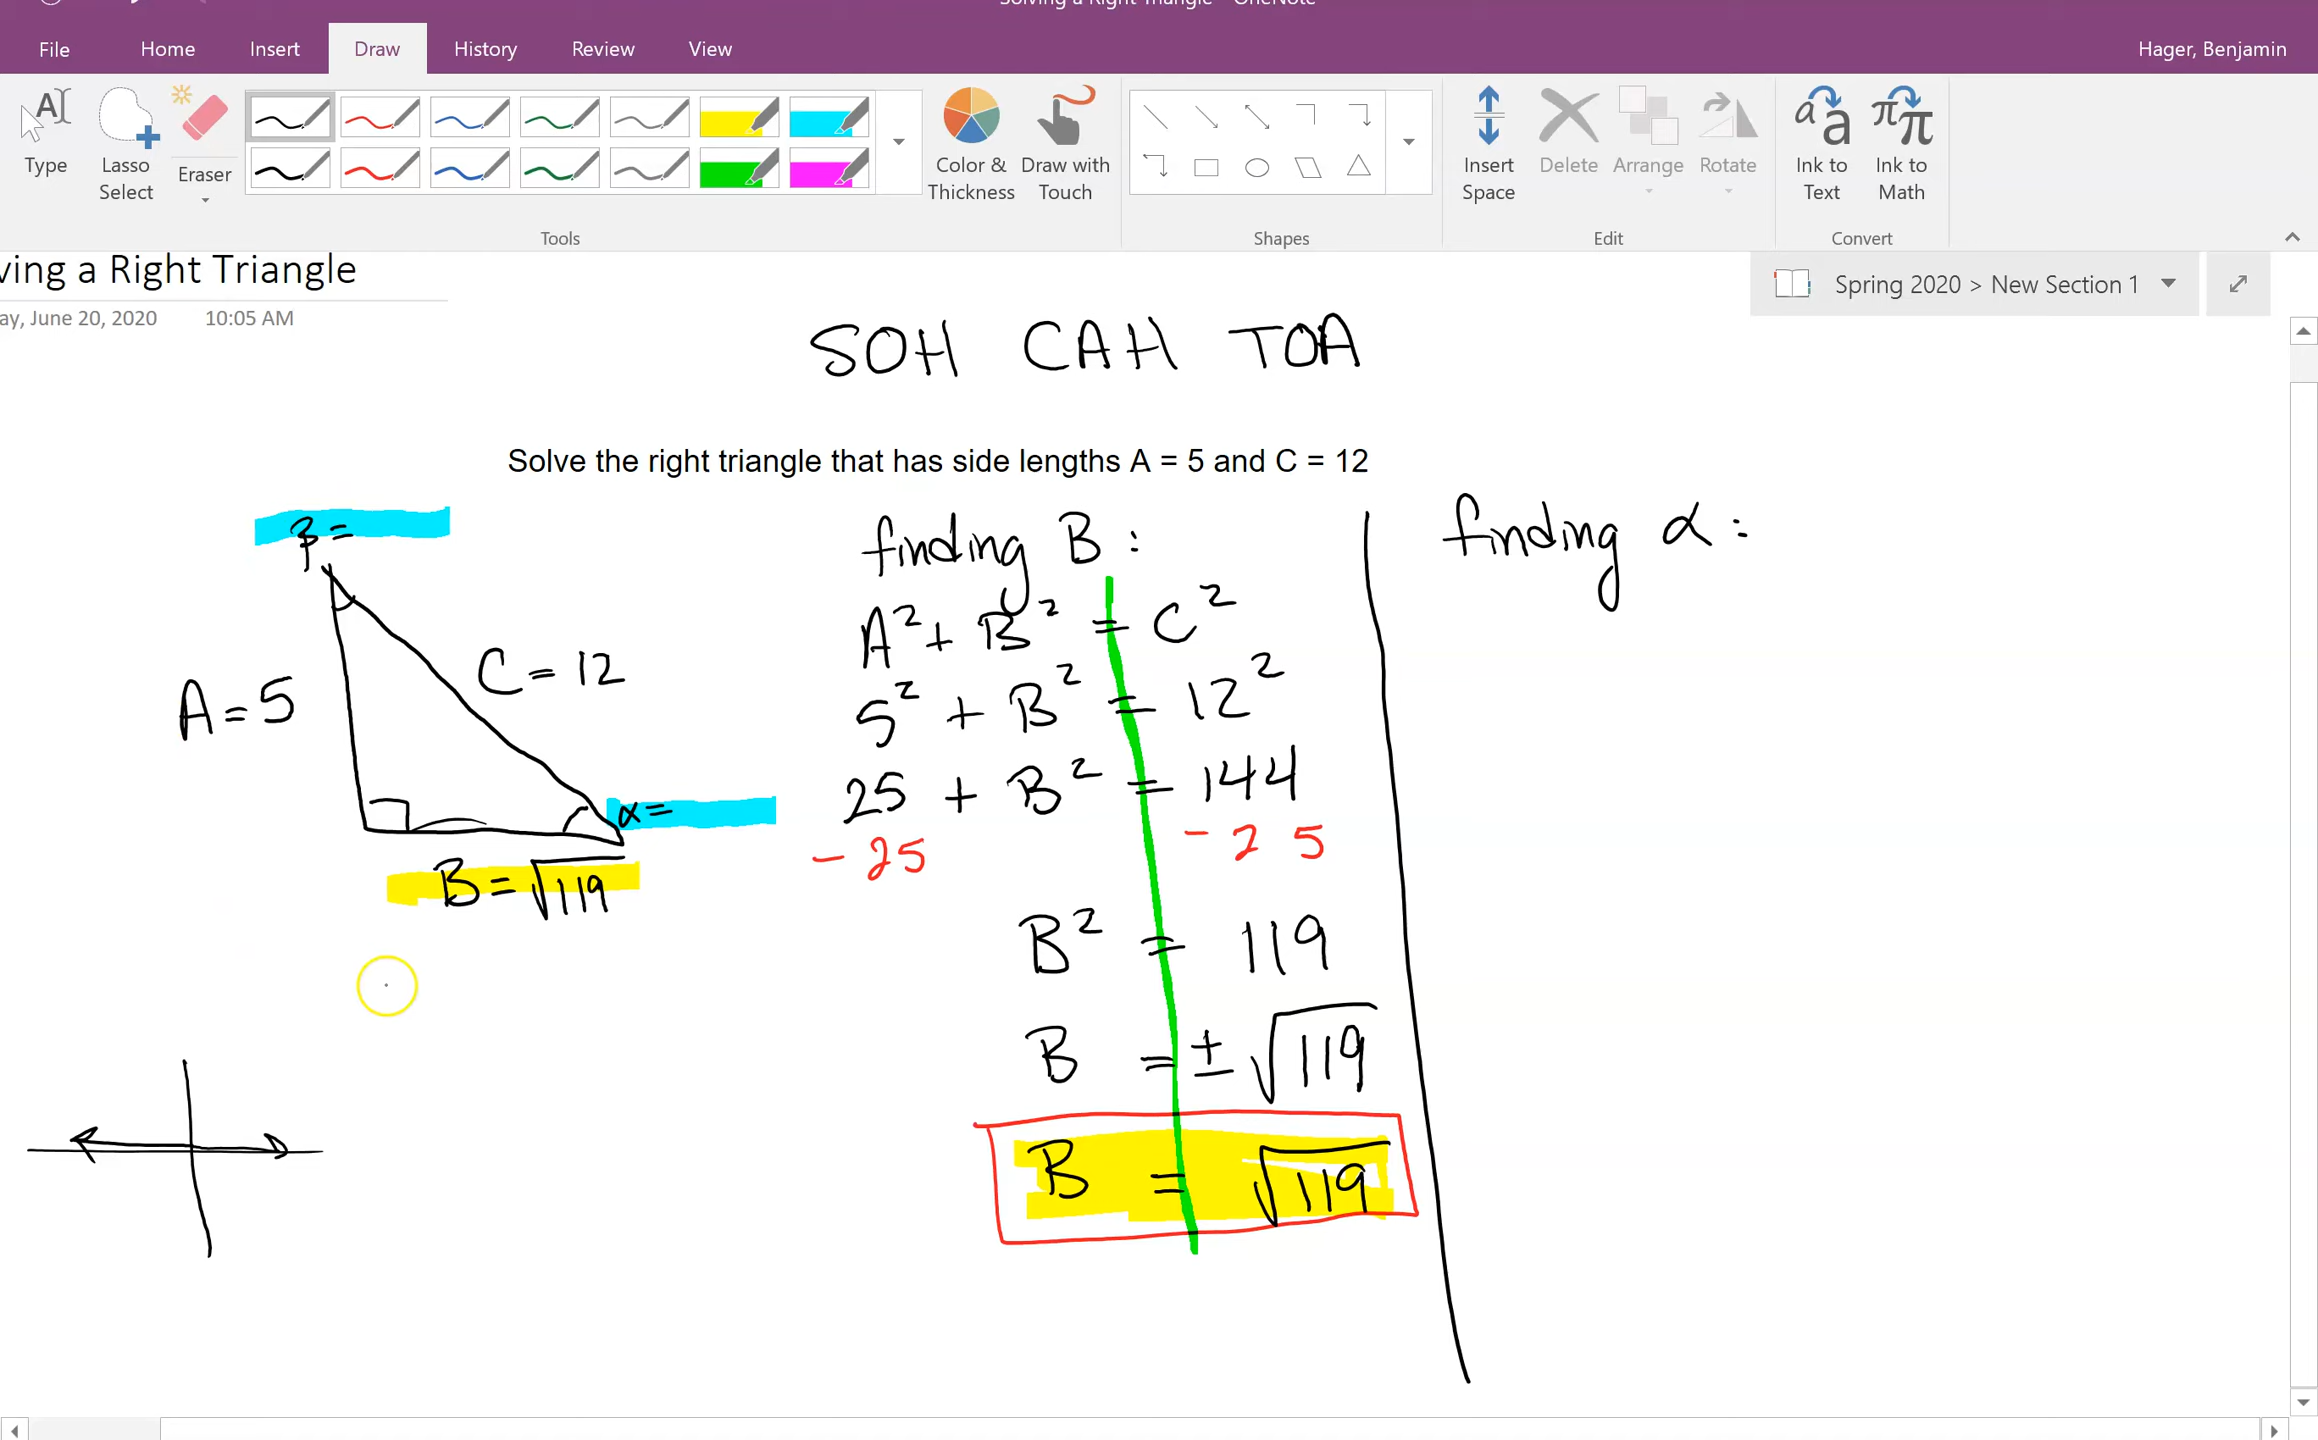 Solving a Right Triangle - OneNote
File Home Insert Draw History Review View
Hager, Benjamin
Type
Lasso Select
Eraser
Color & Thickness
Draw with Touch
Insert Space
Delete
Arrange
Rotate
Ink to Text
Ink to Math
Tools
Shapes
Edit
Convert
ving a Right Triangle
ay, June 20, 2020 10:05 AM
Spring 2020 > New Section 1
SOH CAH TOA
Solve the right triangle that has side lengths A = 5 and C = 12
β =
A = 5
C = 12
α =
B = √119
finding B :
A² + B² = C²
5² + B² = 12²
25 + B² = 144
- 25 - 25
B² = 119
B = ± √119
B = √119
finding α :